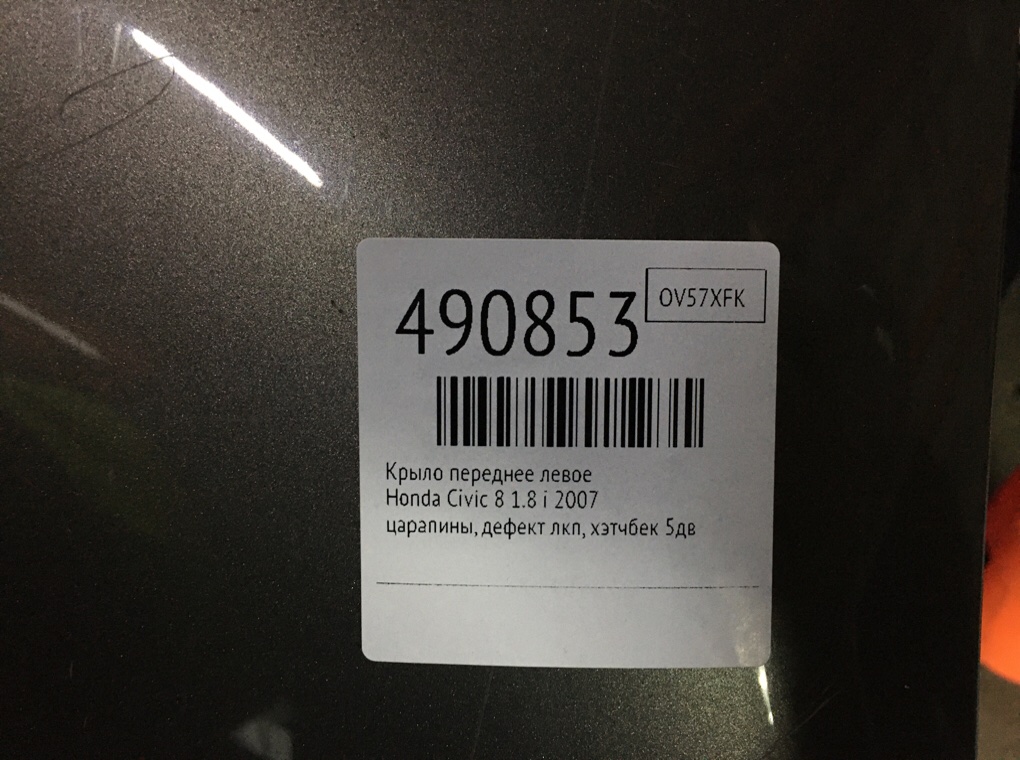 490853
OV57XFK
Крыло переднее левое
Honda Civic 8 1.8 i 2007
царапины, дефект лкп, хэтчбек 5дв